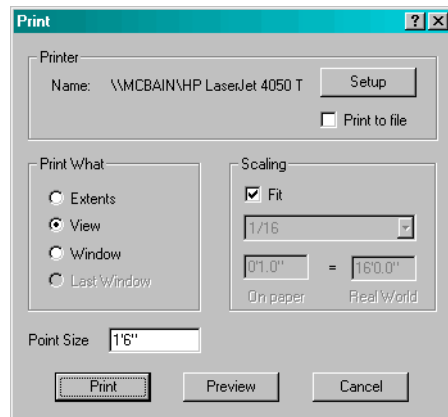 Print
Printer
Name: \\MCBAIN\HP LaserJet 4050 T
Setup
Print to file
Print What
Extents
View
Window
Last Window
Scaling
Fit
1/16
0'1.0" = 16'0.0"
On paper Real World
Point Size 1'6"
Print Preview Cancel